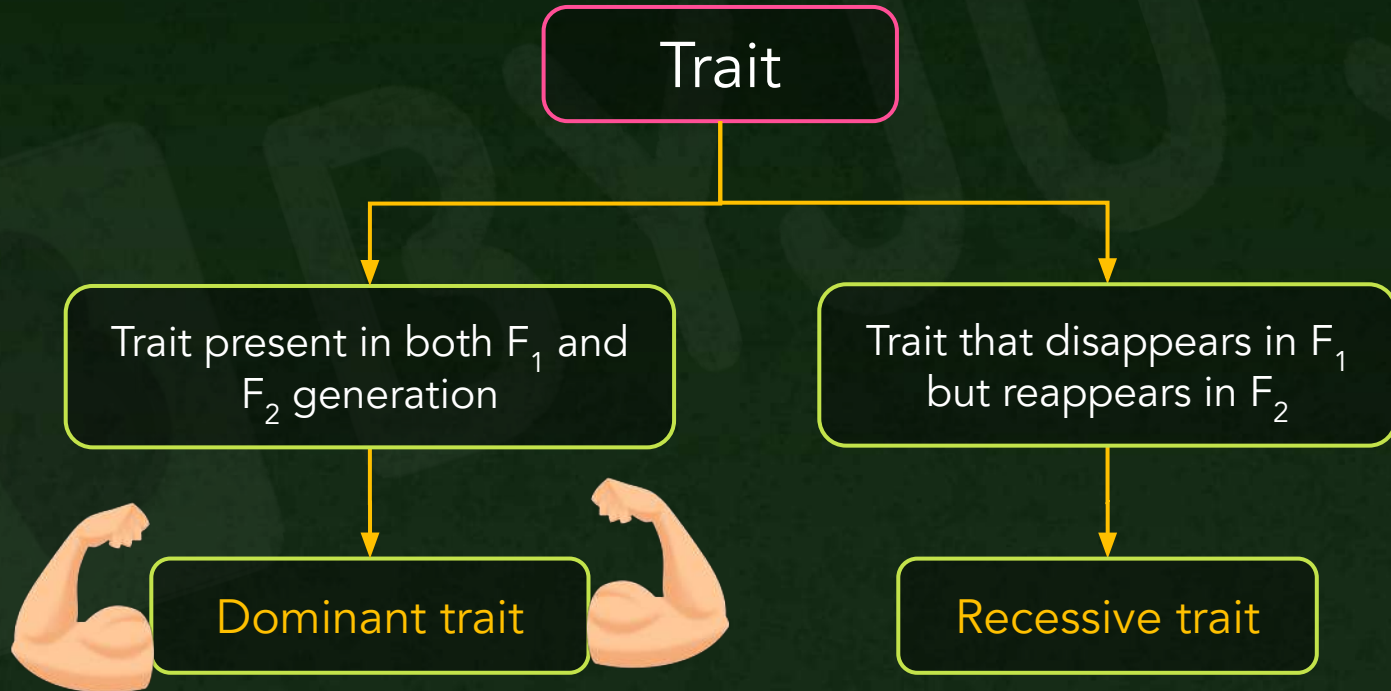 Trait
Trait present in both F₁ and
F₂ generation
Trait that disappears in F₁
but reappears in F₂
Dominant trait
Recessive trait
BYJU'S